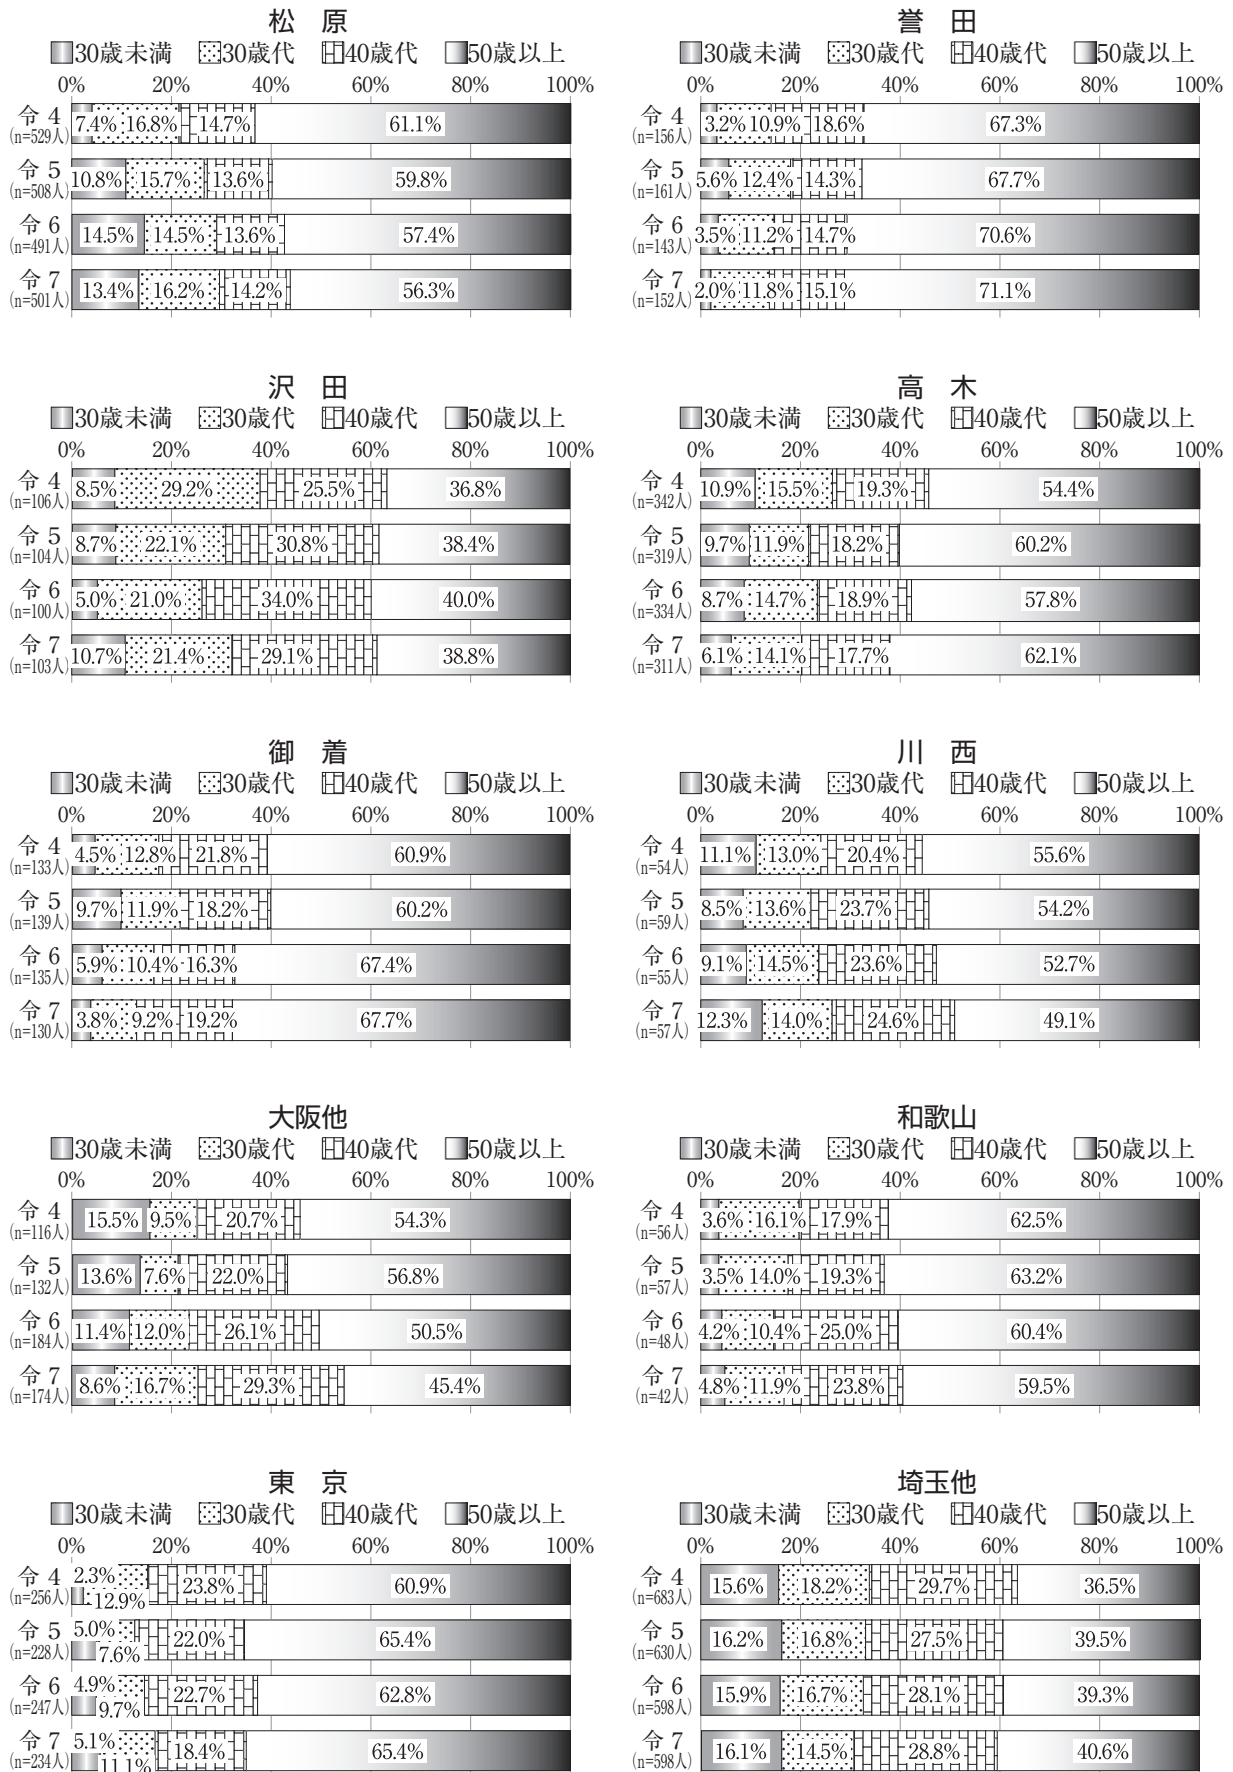 松　原
30歳未満 30歳代 40歳代 50歳以上
0% 20% 40% 60% 80% 100%
令 4 7.4% 16.8% 14.7% 61.1%
(n=529人)
令 5 10.8% 15.7% 13.6% 59.8%
(n=508人)
令 6 14.5% 14.5% 13.6% 57.4%
(n=491人)
令 7 13.4% 16.2% 14.2% 56.3%
(n=501人)
誉　田
30歳未満 30歳代 40歳代 50歳以上
0% 20% 40% 60% 80% 100%
令 4 3.2% 10.9% 18.6% 67.3%
(n=156人)
令 5 5.6% 12.4% 14.3% 67.7%
(n=161人)
令 6 3.5% 11.2% 14.7% 70.6%
(n=143人)
令 7 2.0% 11.8% 15.1% 71.1%
(n=152人)
沢　田
30歳未満 30歳代 40歳代 50歳以上
0% 20% 40% 60% 80% 100%
令 4 8.5% 29.2% 25.5% 36.8%
(n=106人)
令 5 8.7% 22.1% 30.8% 38.4%
(n=104人)
令 6 5.0% 21.0% 34.0% 40.0%
(n=100人)
令 7 10.7% 21.4% 29.1% 38.8%
(n=103人)
高　木
30歳未満 30歳代 40歳代 50歳以上
0% 20% 40% 60% 80% 100%
令 4 10.9% 15.5% 19.3% 54.4%
(n=342人)
令 5 9.7% 11.9% 18.2% 60.2%
(n=319人)
令 6 8.7% 14.7% 18.9% 57.8%
(n=334人)
令 7 6.1% 14.1% 17.7% 62.1%
(n=311人)
御　着
30歳未満 30歳代 40歳代 50歳以上
0% 20% 40% 60% 80% 100%
令 4 4.5% 12.8% 21.8% 60.9%
(n=133人)
令 5 9.7% 11.9% 18.2% 60.2%
(n=139人)
令 6 5.9% 10.4% 16.3% 67.4%
(n=135人)
令 7 3.8% 9.2% 19.2% 67.7%
(n=130人)
川　西
30歳未満 30歳代 40歳代 50歳以上
0% 20% 40% 60% 80% 100%
令 4 11.1% 13.0% 20.4% 55.6%
(n=54人)
令 5 8.5% 13.6% 23.7% 54.2%
(n=59人)
令 6 9.1% 14.5% 23.6% 52.7%
(n=55人)
令 7 12.3% 14.0% 24.6% 49.1%
(n=57人)
大阪他
30歳未満 30歳代 40歳代 50歳以上
0% 20% 40% 60% 80% 100%
令 4 15.5% 9.5% 20.7% 54.3%
(n=116人)
令 5 13.6% 7.6% 22.0% 56.8%
(n=132人)
令 6 11.4% 12.0% 26.1% 50.5%
(n=184人)
令 7 8.6% 16.7% 29.3% 45.4%
(n=174人)
和歌山
30歳未満 30歳代 40歳代 50歳以上
0% 20% 40% 60% 80% 100%
令 4 3.6% 16.1% 17.9% 62.5%
(n=56人)
令 5 3.5% 14.0% 19.3% 63.2%
(n=57人)
令 6 4.2% 10.4% 25.0% 60.4%
(n=48人)
令 7 4.8% 11.9% 23.8% 59.5%
(n=42人)
東　京
30歳未満 30歳代 40歳代 50歳以上
0% 20% 40% 60% 80% 100%
令 4 2.3% 12.9% 23.8% 60.9%
(n=256人)
令 5 5.0% 7.6% 22.0% 65.4%
(n=228人)
令 6 4.9% 9.7% 22.7% 62.8%
(n=247人)
令 7 5.1% 11.1% 18.4% 65.4%
(n=234人)
埼玉他
30歳未満 30歳代 40歳代 50歳以上
0% 20% 40% 60% 80% 100%
令 4 15.6% 18.2% 29.7% 36.5%
(n=683人)
令 5 16.2% 16.8% 27.5% 39.5%
(n=630人)
令 6 15.9% 16.7% 28.1% 39.3%
(n=598人)
令 7 16.1% 14.5% 28.8% 40.6%
(n=598人)